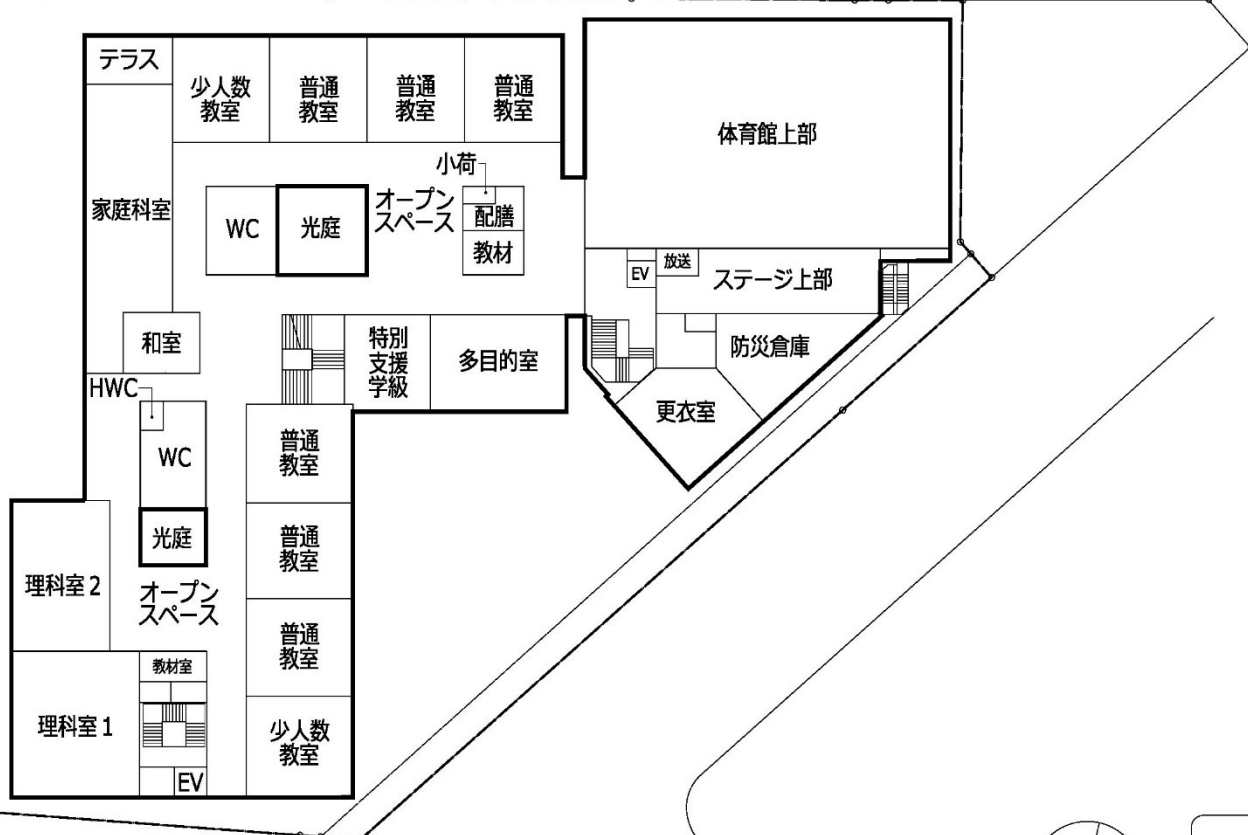 テラス
少人数
教室
普通
教室
普通
教室
普通
教室
体育館上部
小荷
家庭科室
WC
光庭
オープン
スペース
配膳
教材
EV
放送
ステージ上部
和室
特別
支援
学級
多目的室
防災倉庫
HWC
更衣室
WC
普通
教室
光庭
普通
教室
理科室2
オープン
スペース
普通
教室
教材室
理科室1
少人数
教室
EV